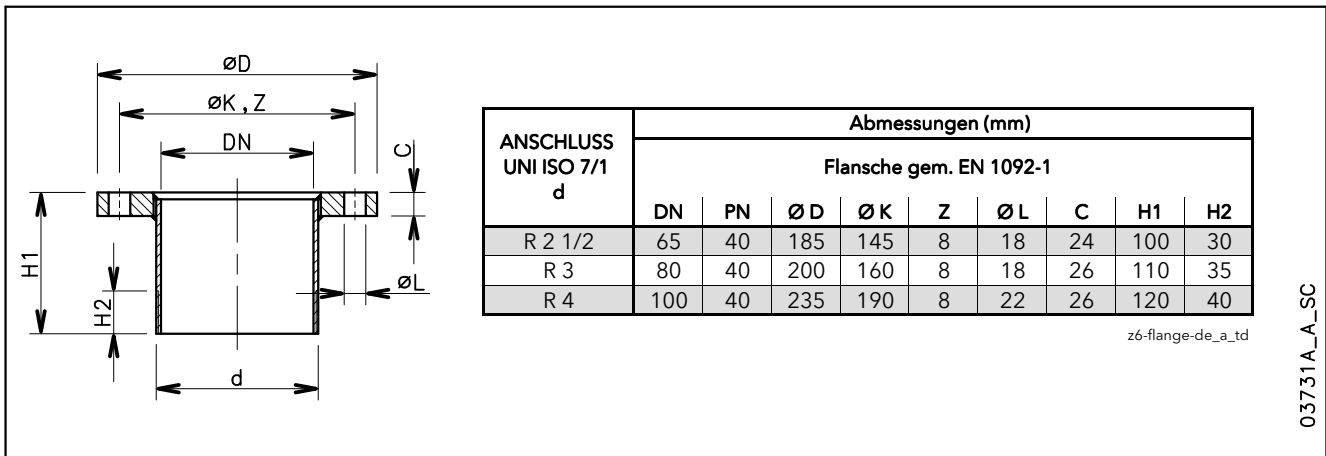 øD
øK , Z
DN
C
H1
H2
øL
d
ANSCHLUSS
UNI ISO 7/1
d
Abmessungen (mm)
Flansche gem. EN 1092-1
DN PN Ø D Ø K Z Ø L C H1 H2
R 2 1/2 65 40 185 145 8 18 24 100 30
R 3 80 40 200 160 8 18 26 110 35
R 4 100 40 235 190 8 22 26 120 40
z6-flange-de_a_td
03731A_A_SC